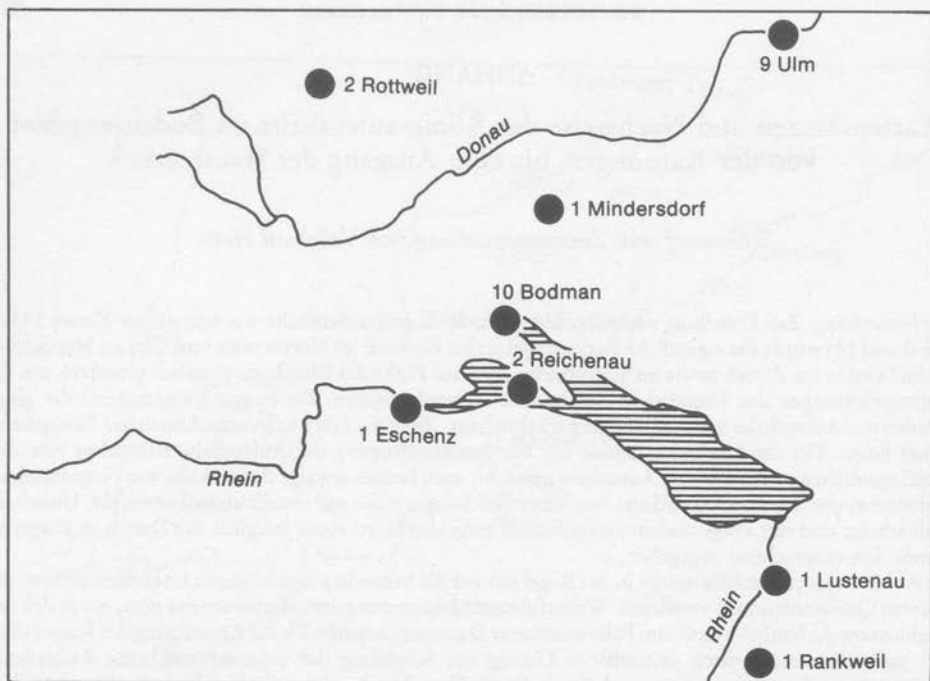 9 Ulm
2 Rottweil
Donau
1 Mindersdorf
10 Bodman
2 Reichenau
1 Eschenz
Rhein
1 Lustenau
Rhein
1 Rankweil